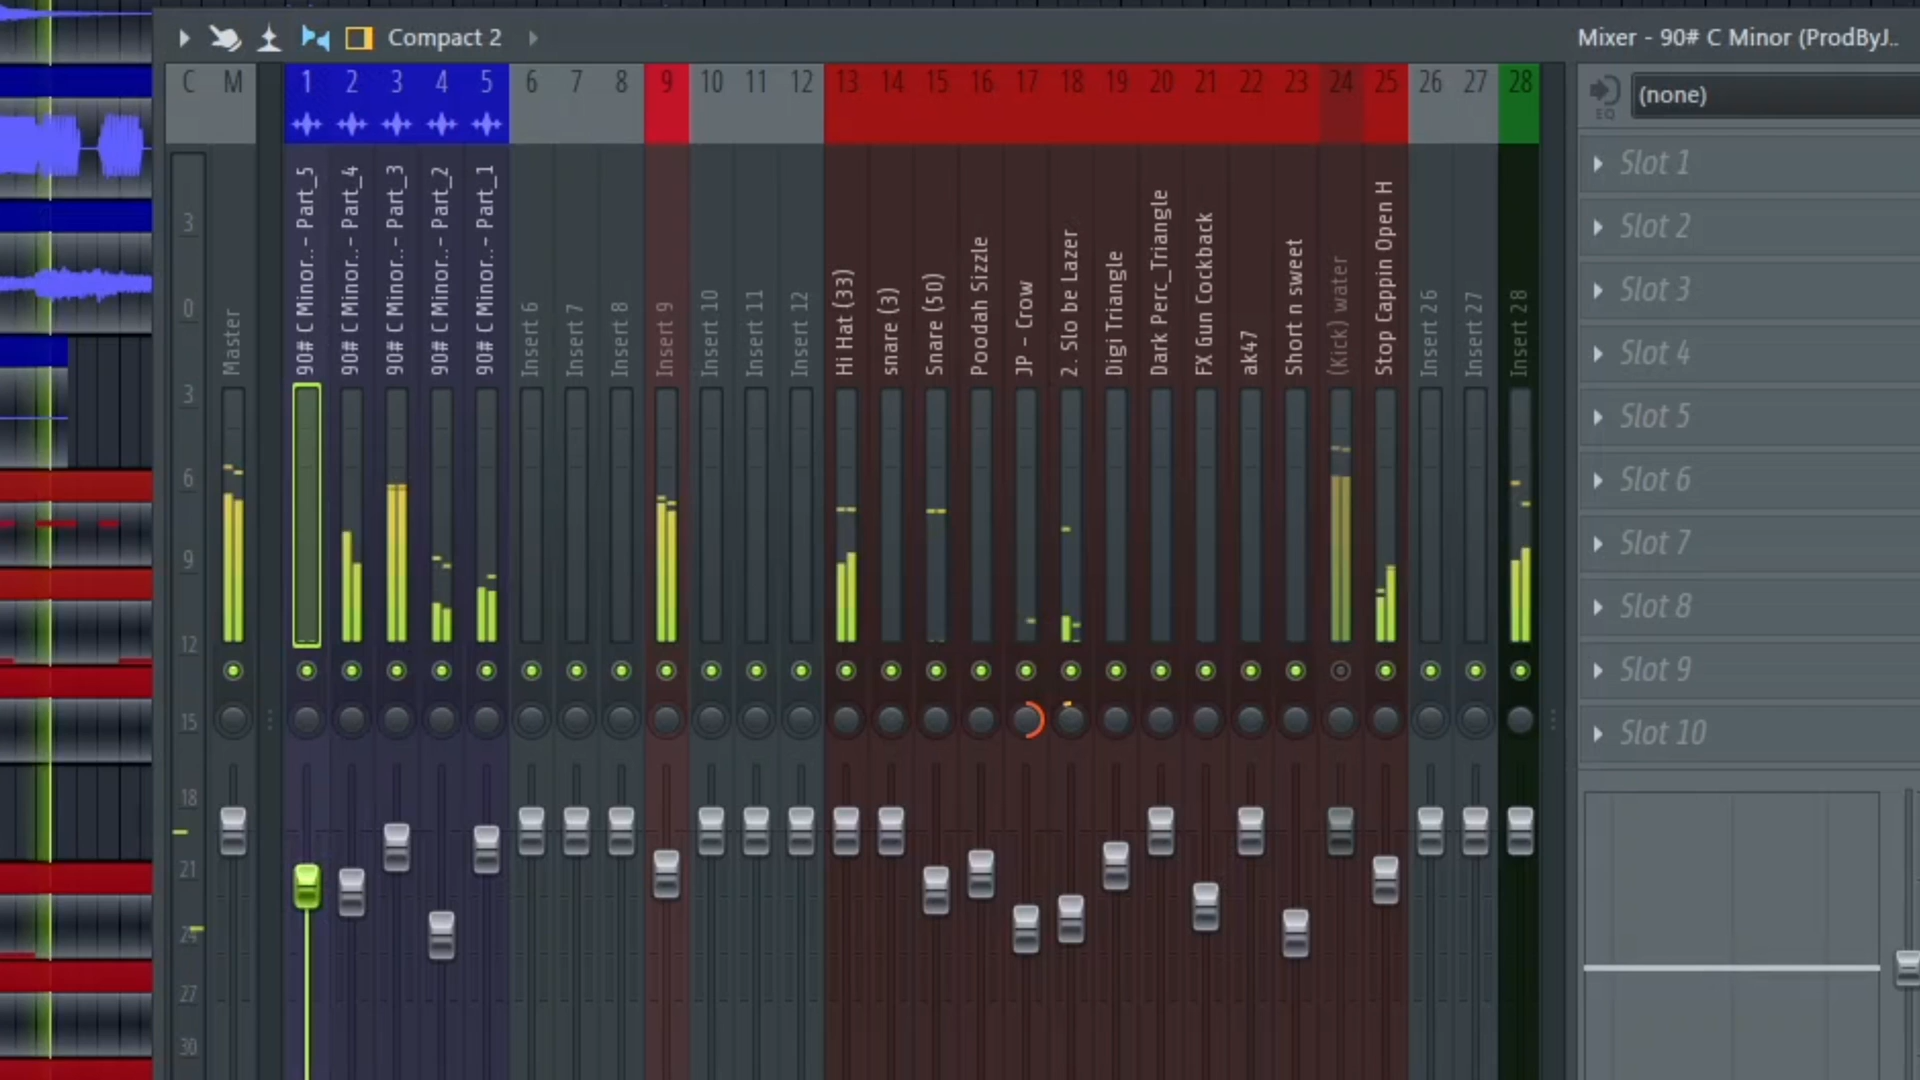 Compact 2
Mixer - 90# C Minor (ProdByJ..
C M 1 2 3 4 5 6 7 8 9 10 11 12 13 14 15 16 17 18 19 20 21 22 23 24 25 26 27 28
(none)
EQ
Master
90# C Minor..- Part_5
90# C Minor..- Part_4
90# C Minor..- Part_3
90# C Minor..- Part_2
90# C Minor..- Part_1
Insert 6
Insert 7
Insert 8
Insert 9
Insert 10
Insert 11
Insert 12
Hi Hat (33)
snare (3)
Snare (50)
Poodah Sizzle
JP - Crow
2. Slo be Lazer
Digi Triangle
Dark Perc_Triangle
FX Gun Cockback
ak47
Short n sweet
(Kick) water
Stop Cappin Open H
Insert 26
Insert 27
Insert 28
3
0
3
6
9
12
15
18
21
24
27
30
Slot 1
Slot 2
Slot 3
Slot 4
Slot 5
Slot 6
Slot 7
Slot 8
Slot 9
Slot 10